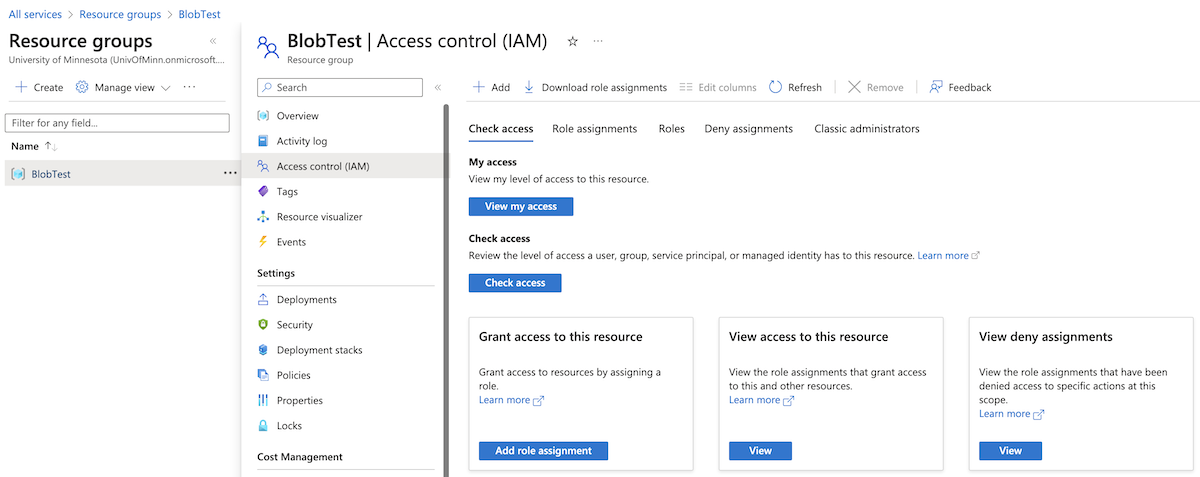 All services > Resource groups > BlobTest
Resource groups
University of Minnesota (UnivOfMinn.onmicrosoft....
Create Manage view ...
Filter for any field...
Name
BlobTest ...
BlobTest | Access control (IAM) ...
Resource group
Search
Overview
Activity log
Access control (IAM)
Tags
Resource visualizer
Events
Settings
Deployments
Security
Deployment stacks
Policies
Properties
Locks
Cost Management
Add Download role assignments Edit columns Refresh Remove Feedback
Check access Role assignments Roles Deny assignments Classic administrators
My access
View my level of access to this resource.
View my access
Check access
Review the level of access a user, group, service principal, or managed identity has to this resource. Learn more
Check access
Grant access to this resource
Grant access to resources by assigning a
role.
Learn more
Add role assignment
View access to this resource
View the role assignments that grant access
to this and other resources.
Learn more
View
View deny assignments
View the role assignments that have been
denied access to specific actions at this
scope.
Learn more
View